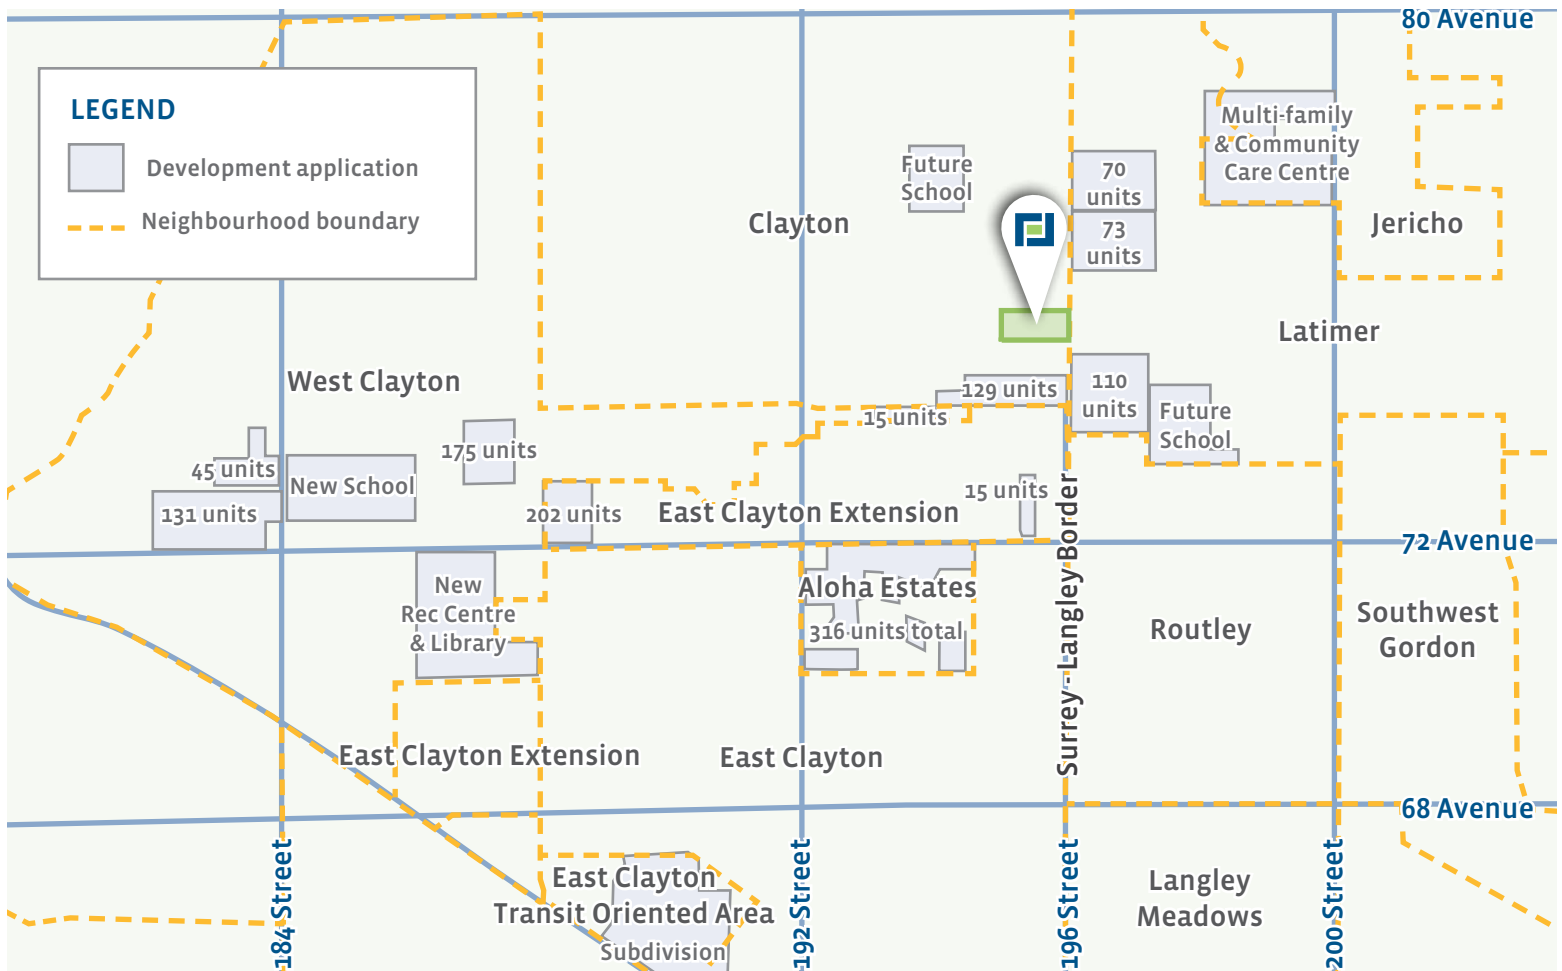 80 Avenue
LEGEND
Development application
Neighbourhood boundary
Multi-family
& Community
Care Centre
Future
School
70
units
73
units
Clayton
Jericho
Latimer
West Clayton
129 units
110
units
15 units
Future
School
175 units
45 units
New School
131 units
202 units
East Clayton Extension
15 units
72 Avenue
Surrey - Langley Border
New
Rec Centre
& Library
Aloha Estates
316 units total
Routley
Southwest
Gordon
East Clayton Extension
East Clayton
68 Avenue
184 Street
192 Street
196 Street
200 Street
East Clayton
Transit Oriented Area
Subdivision
Langley
Meadows